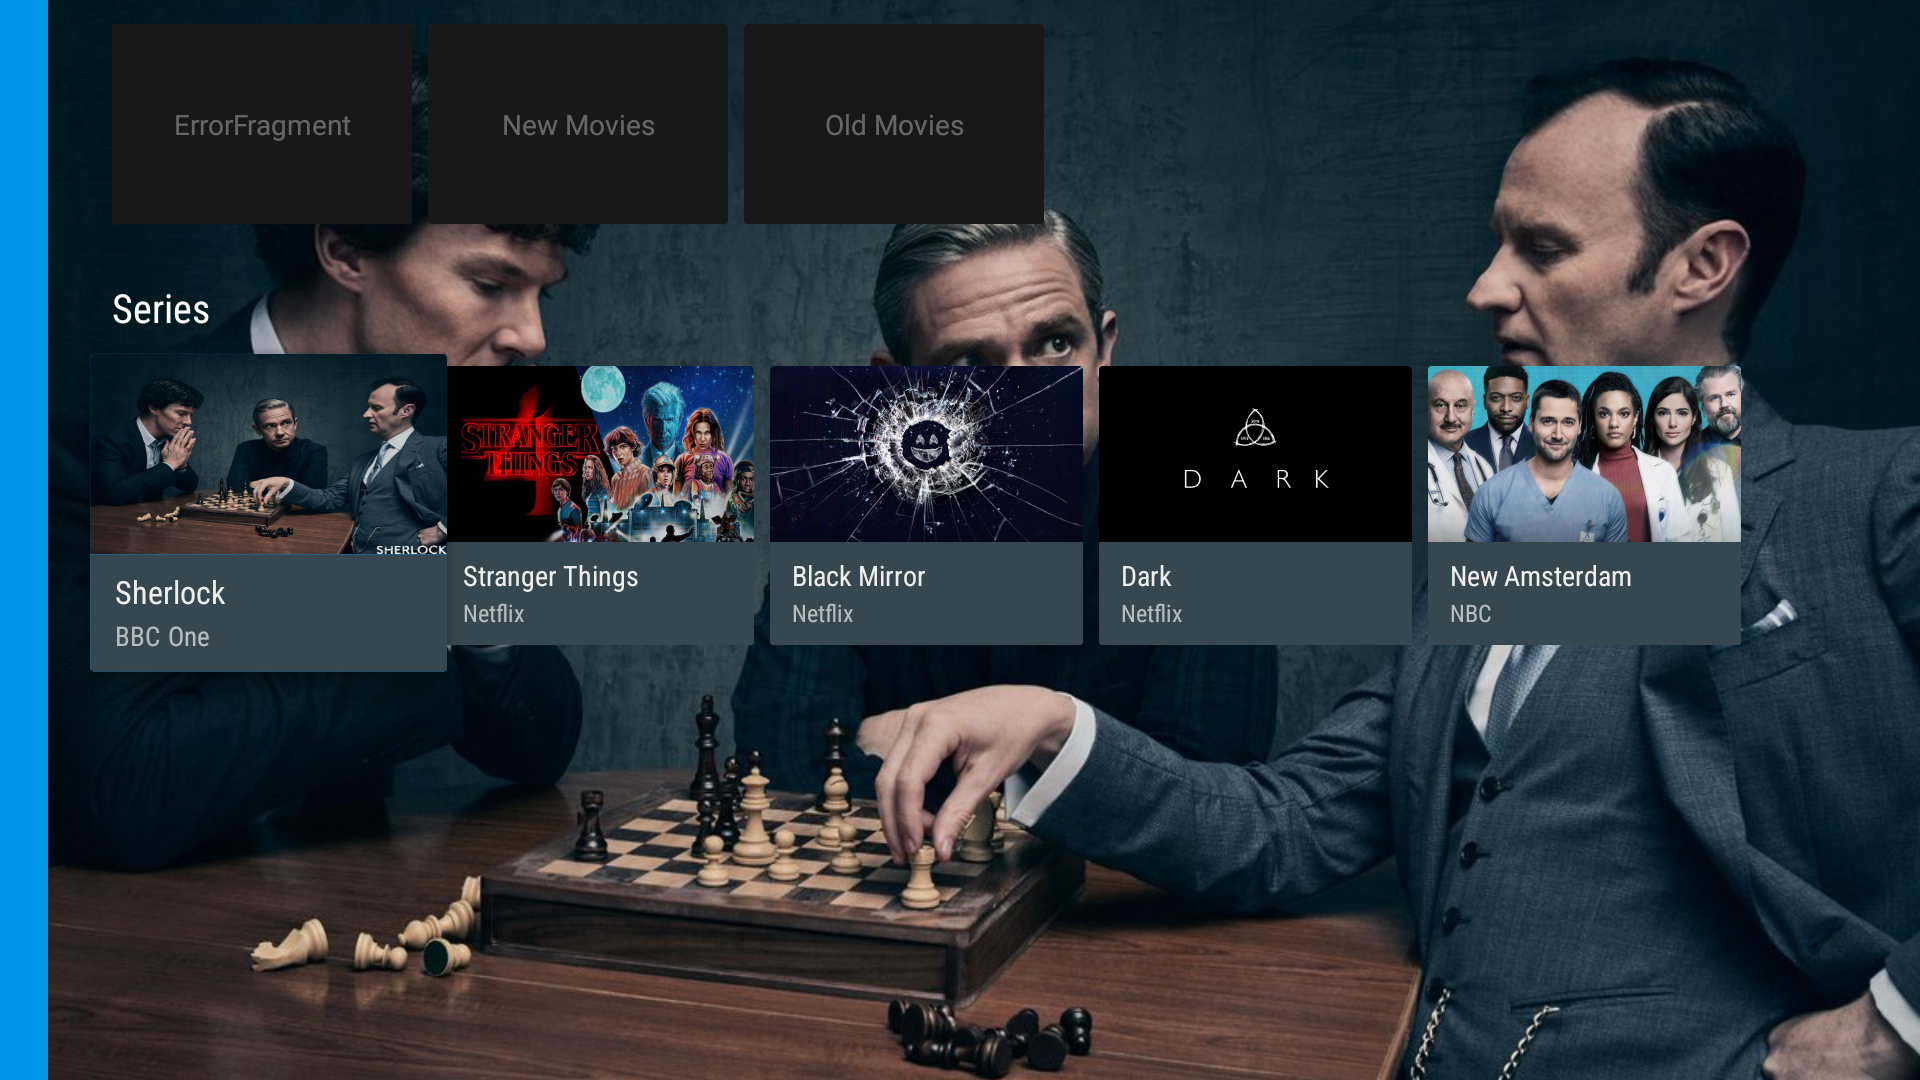 ErrorFragment
New Movies
Old Movies
Series
SHERLOCK
Sherlock
BBC One
STRANGER
THINGS
4
Stranger Things
Netflix
Black Mirror
Netflix
DARK
Dark
Netflix
New Amsterdam
NBC